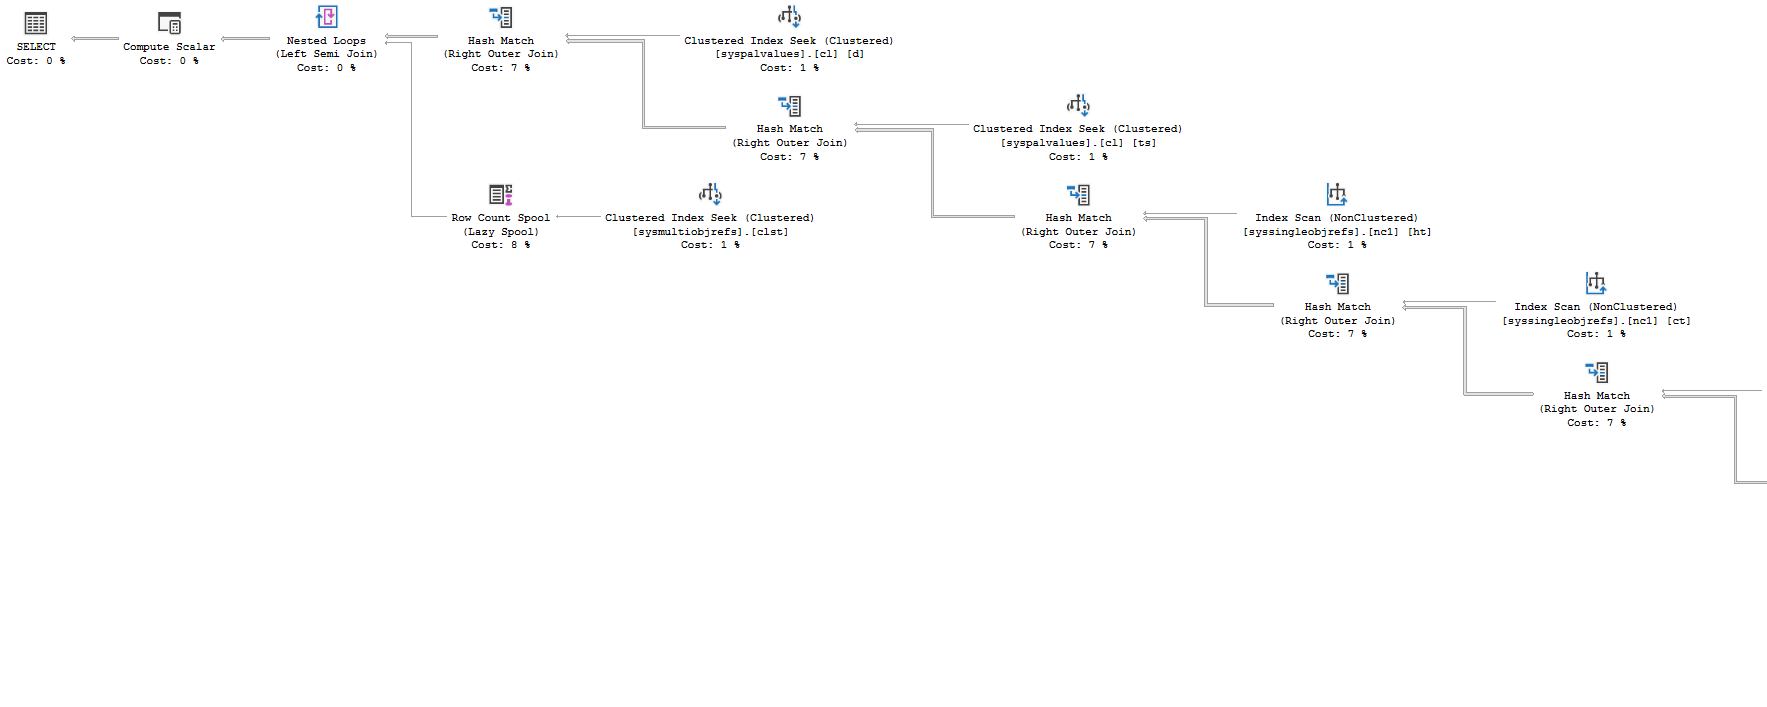 SELECT
Cost: 0 %
Compute Scalar
Cost: 0 %
Nested Loops
(Left Semi Join)
Cost: 0 %
Hash Match
(Right Outer Join)
Cost: 7 %
Clustered Index Seek (Clustered)
[syspalvalues].[cl] [d]
Cost: 1 %
Hash Match
(Right Outer Join)
Cost: 7 %
Clustered Index Seek (Clustered)
[syspalvalues].[cl] [ts]
Cost: 1 %
Row Count Spool
(Lazy Spool)
Cost: 8 %
Clustered Index Seek (Clustered)
[sysmultiobjrefs].[clst]
Cost: 1 %
Hash Match
(Right Outer Join)
Cost: 7 %
Index Scan (NonClustered)
[syssingleobjrefs].[nc1] [ht]
Cost: 1 %
Hash Match
(Right Outer Join)
Cost: 7 %
Index Scan (NonClustered)
[syssingleobjrefs].[nc1] [ct]
Cost: 1 %
Hash Match
(Right Outer Join)
Cost: 7 %